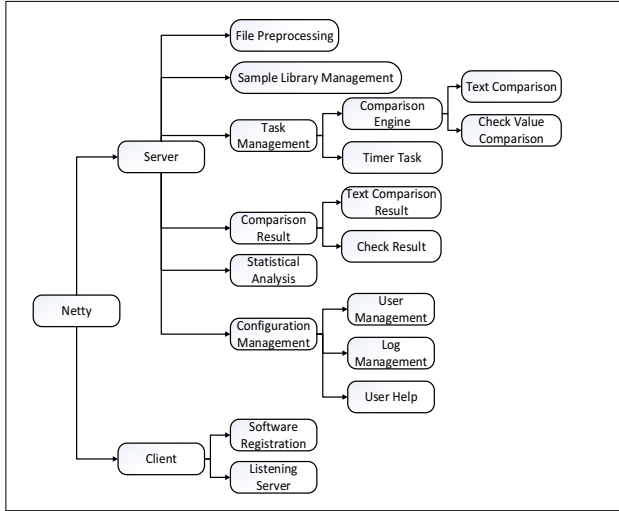 File Preprocessing
Sample Library Management
Text Comparison
Comparison
Engine
Task
Management
Check Value
Comparison
Timer Task
Server
Text Comparison
Result
Comparison
Result
Check Result
Statistical
Analysis
Netty
User
Management
Configuration
Management
Log
Management
User Help
Software
Registration
Client
Listening
Server